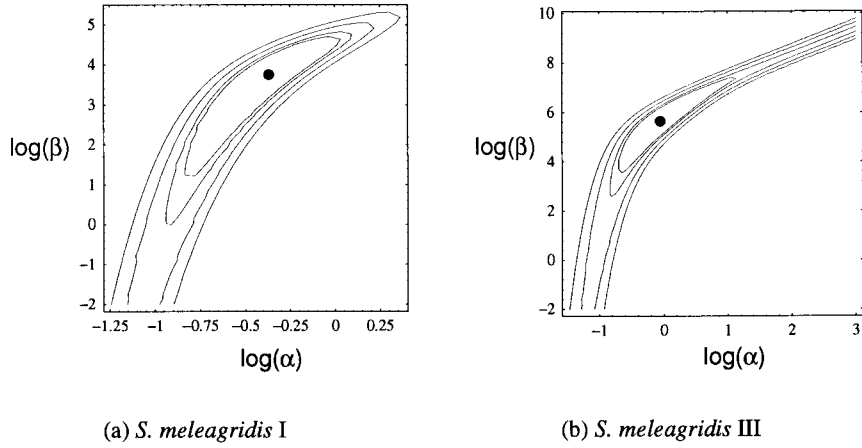 5
4
3
2
1
0
−1
−2
log(β)
−1.25 −1 −0.75 −0.5 −0.25 0 0.25
log(α)
(a) S. meleagridis I
10
8
6
4
2
0
−2
log(β)
−1 0 1 2 3
log(α)
(b) S. meleagridis III